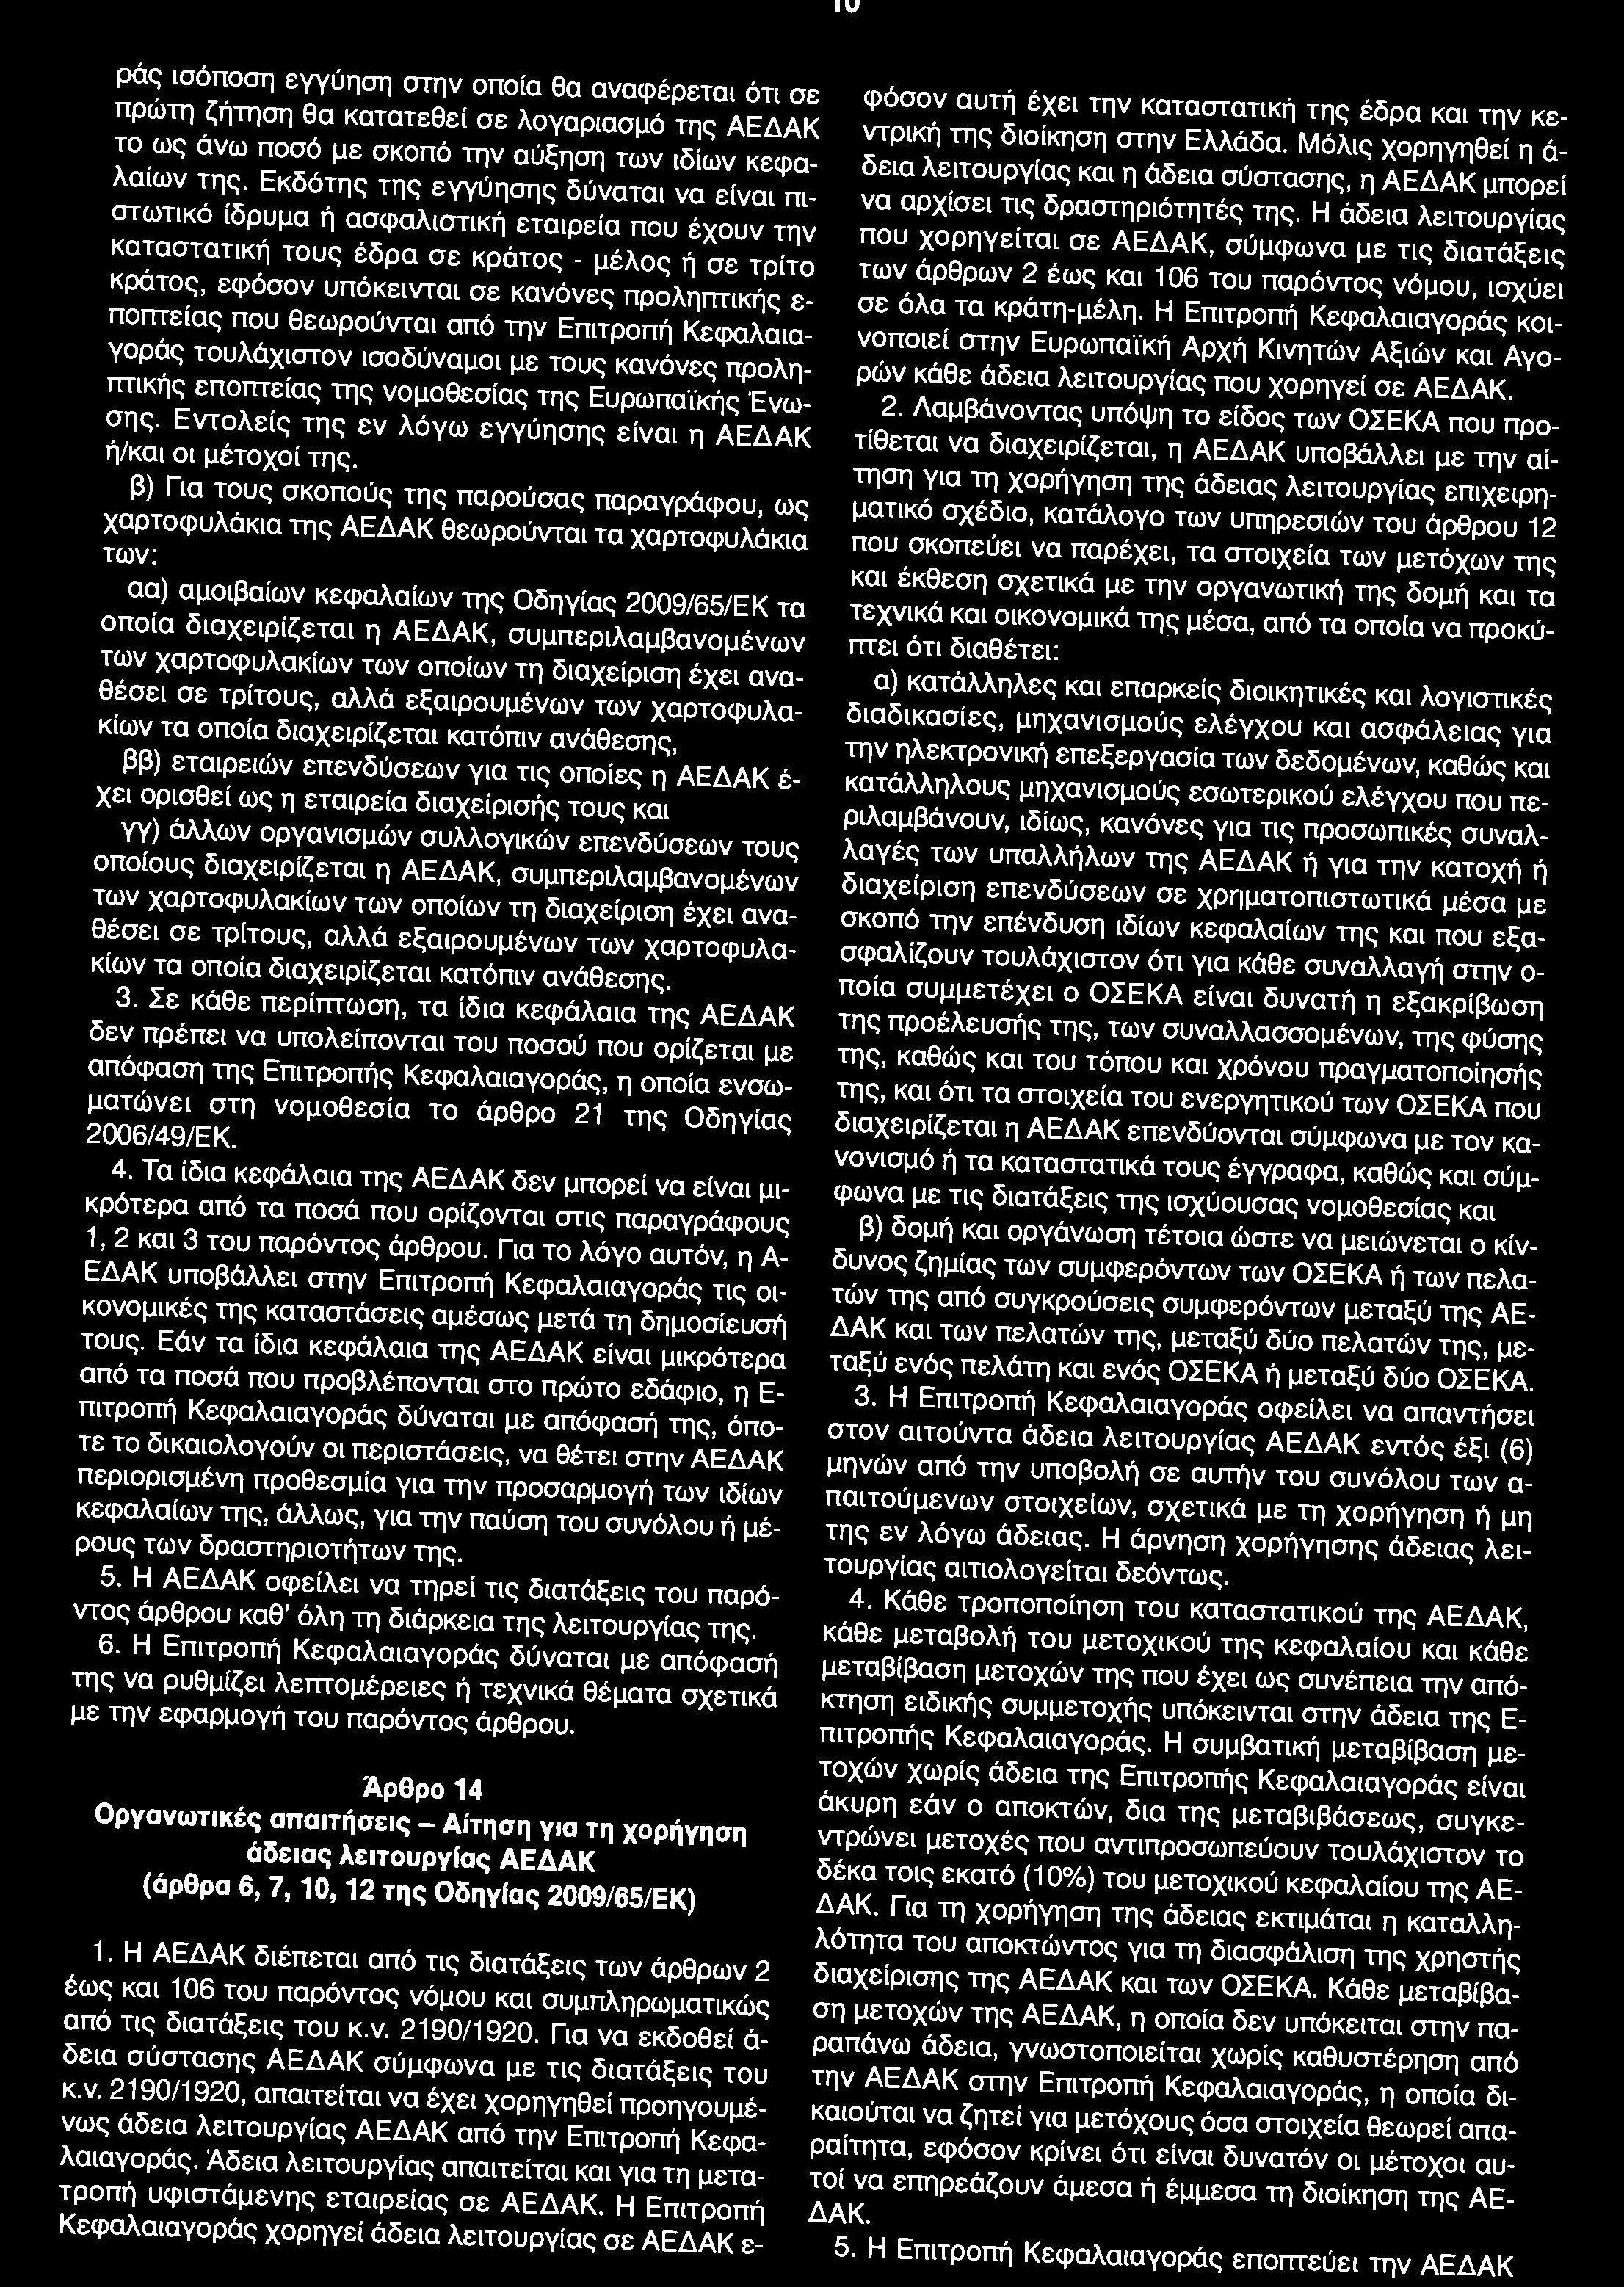 10
ράς ισόποση εγγύηση στην οποία θα αναφέρεται ότι σε
πρώτη ζήτηση θα κατατεθεί σε λογαριασμό της ΑΕΔΑΚ
το ως άνω ποσό με σκοπό την αύξηση των ιδίων κεφα-
λαίων της. Εκδότης της εγγύησης δύναται να είναι πι-
στωτικό ίδρυμα ή ασφαλιστική εταιρεία που έχουν την
καταστατική τους έδρα σε κράτος - μέλος ή σε τρίτο
κράτος, εφόσον υπόκεινται σε κανόνες προληπτικής ε-
ποπτείας που θεωρούνται από την Επιτροπή Κεφαλαια-
γοράς τουλάχιστον ισοδύναμοι με τους κανόνες προλη-
πτικής εποπτείας της νομοθεσίας της Ευρωπαϊκής Ένω-
σης. Εντολείς της εν λόγω εγγύησης είναι η ΑΕΔΑΚ
ή/και οι μέτοχοί της.
β) Για τους σκοπούς της παρούσας παραγράφου, ως
χαρτοφυλάκια της ΑΕΔΑΚ θεωρούνται τα χαρτοφυλάκια
των:
αα) αμοιβαίων κεφαλαίων της Οδηγίας 2009/65/ΕΚ τα
οποία διαχειρίζεται η ΑΕΔΑΚ, συμπεριλαμβανομένων
των χαρτοφυλακίων των οποίων τη διαχείριση έχει ανα-
θέσει σε τρίτους, αλλά εξαιρουμένων των χαρτοφυλα-
κίων τα οποία διαχειρίζεται κατόπιν ανάθεσης,
ββ) εταιρειών επενδύσεων για τις οποίες η ΑΕΔΑΚ έ-
χει ορισθεί ως η εταιρεία διαχείρισής τους και
γγ) άλλων οργανισμών συλλογικών επενδύσεων τους
οποίους διαχειρίζεται η ΑΕΔΑΚ, συμπεριλαμβανομένων
των χαρτοφυλακίων των οποίων τη διαχείριση έχει ανα-
θέσει σε τρίτους, αλλά εξαιρουμένων των χαρτοφυλα-
κίων τα οποία διαχειρίζεται κατόπιν ανάθεσης.
3. Σε κάθε περίπτωση, τα ίδια κεφάλαια της ΑΕΔΑΚ
δεν πρέπει να υπολείπονται του ποσού που ορίζεται με
απόφαση της Επιτροπής Κεφαλαιαγοράς, η οποία ενσω-
ματώνει στη νομοθεσία το άρθρο 21 της Οδηγίας
2006/49/ΕΚ.
4. Τα ίδια κεφάλαια της ΑΕΔΑΚ δεν μπορεί να είναι μι-
κρότερα από τα ποσά που ορίζονται στις παραγράφους
1, 2 και 3 του παρόντος άρθρου. Για το λόγο αυτόν, η Α-
ΕΔΑΚ υποβάλλει στην Επιτροπή Κεφαλαιαγοράς τις οι-
κονομικές της καταστάσεις αμέσως μετά τη δημοσίευσή
τους. Εάν τα ίδια κεφάλαια της ΑΕΔΑΚ είναι μικρότερα
από τα ποσά που προβλέπονται στο πρώτο εδάφιο, η Ε-
πιτροπή Κεφαλαιαγοράς δύναται με απόφασή της, όπο-
τε το δικαιολογούν οι περιστάσεις, να θέτει στην ΑΕΔΑΚ
περιορισμένη προθεσμία για την προσαρμογή των ιδίων
κεφαλαίων της, άλλως, για την παύση του συνόλου ή μέ-
ρους των δραστηριοτήτων της.
5. Η ΑΕΔΑΚ οφείλει να τηρεί τις διατάξεις του παρό-
ντος άρθρου καθ' όλη τη διάρκεια της λειτουργίας της.
6. Η Επιτροπή Κεφαλαιαγοράς δύναται με απόφασή
της να ρυθμίζει λεπτομέρειες ή τεχνικά θέματα σχετικά
με την εφαρμογή του παρόντος άρθρου.
Άρθρο 14
Οργανωτικές απαιτήσεις – Αίτηση για τη χορήγηση
άδειας λειτουργίας ΑΕΔΑΚ
(άρθρα 6, 7, 10, 12 της Οδηγίας 2009/65/ΕΚ)
1. Η ΑΕΔΑΚ διέπεται από τις διατάξεις των άρθρων 2
έως και 106 του παρόντος νόμου και συμπληρωματικώς
από τις διατάξεις του κ.ν. 2190/1920. Για να εκδοθεί ά-
δεια σύστασης ΑΕΔΑΚ σύμφωνα με τις διατάξεις του
κ.ν. 2190/1920, απαιτείται να έχει χορηγηθεί προηγουμέ-
νως άδεια λειτουργίας ΑΕΔΑΚ από την Επιτροπή Κεφα-
λαιαγοράς. Άδεια λειτουργίας απαιτείται και για τη μετα-
τροπή υφιστάμενης εταιρείας σε ΑΕΔΑΚ. Η Επιτροπή
Κεφαλαιαγοράς χορηγεί άδεια λειτουργίας σε ΑΕΔΑΚ ε-
φόσον αυτή έχει την καταστατική της έδρα και την κε-
ντρική της διοίκηση στην Ελλάδα. Μόλις χορηγηθεί η ά-
δεια λειτουργίας και η άδεια σύστασης, η ΑΕΔΑΚ μπορεί
να αρχίσει τις δραστηριότητές της. Η άδεια λειτουργίας
που χορηγείται σε ΑΕΔΑΚ, σύμφωνα με τις διατάξεις
των άρθρων 2 έως και 106 του παρόντος νόμου, ισχύει
σε όλα τα κράτη-μέλη. Η Επιτροπή Κεφαλαιαγοράς κοι-
νοποιεί στην Ευρωπαϊκή Αρχή Κινητών Αξιών και Αγο-
ρών κάθε άδεια λειτουργίας που χορηγεί σε ΑΕΔΑΚ.
2. Λαμβάνοντας υπόψη το είδος των ΟΣΕΚΑ που προ-
τίθεται να διαχειρίζεται, η ΑΕΔΑΚ υποβάλλει με την αί-
τηση για τη χορήγηση της άδειας λειτουργίας επιχειρη-
ματικό σχέδιο, κατάλογο των υπηρεσιών του άρθρου 12
που σκοπεύει να παρέχει, τα στοιχεία των μετόχων της
και έκθεση σχετικά με την οργανωτική της δομή και τα
τεχνικά και οικονομικά της μέσα, από τα οποία να προκύ-
πτει ότι διαθέτει:
α) κατάλληλες και επαρκείς διοικητικές και λογιστικές
διαδικασίες, μηχανισμούς ελέγχου και ασφάλειας για
την ηλεκτρονική επεξεργασία των δεδομένων, καθώς και
κατάλληλους μηχανισμούς εσωτερικού ελέγχου που πε-
ριλαμβάνουν, ιδίως, κανόνες για τις προσωπικές συναλ-
λαγές των υπαλλήλων της ΑΕΔΑΚ ή για την κατοχή ή
διαχείριση επενδύσεων σε χρηματοπιστωτικά μέσα με
σκοπό την επένδυση ιδίων κεφαλαίων της και που εξα-
σφαλίζουν τουλάχιστον ότι για κάθε συναλλαγή στην ο-
ποία συμμετέχει ο ΟΣΕΚΑ είναι δυνατή η εξακρίβωση
της προέλευσής της, των συναλλασσομένων, της φύσης
της, καθώς και του τόπου και χρόνου πραγματοποίησής
της, και ότι τα στοιχεία του ενεργητικού των ΟΣΕΚΑ που
διαχειρίζεται η ΑΕΔΑΚ επενδύονται σύμφωνα με τον κα-
νονισμό ή τα καταστατικά τους έγγραφα, καθώς και σύμ-
φωνα με τις διατάξεις της ισχύουσας νομοθεσίας και
β) δομή και οργάνωση τέτοια ώστε να μειώνεται ο κίν-
δυνος ζημίας των συμφερόντων των ΟΣΕΚΑ ή των πελα-
τών της από συγκρούσεις συμφερόντων μεταξύ της ΑΕ-
ΔΑΚ και των πελατών της, μεταξύ δύο πελατών της, με-
ταξύ ενός πελάτη και ενός ΟΣΕΚΑ ή μεταξύ δύο ΟΣΕΚΑ.
3. Η Επιτροπή Κεφαλαιαγοράς οφείλει να απαντήσει
στον αιτούντα άδεια λειτουργίας ΑΕΔΑΚ εντός έξι (6)
μηνών από την υποβολή σε αυτήν του συνόλου των α-
παιτούμενων στοιχείων, σχετικά με τη χορήγηση ή μη
της εν λόγω άδειας. Η άρνηση χορήγησης άδειας λει-
τουργίας αιτιολογείται δεόντως.
4. Κάθε τροποποίηση του καταστατικού της ΑΕΔΑΚ,
κάθε μεταβολή του μετοχικού της κεφαλαίου και κάθε
μεταβίβαση μετοχών της που έχει ως συνέπεια την από-
κτηση ειδικής συμμετοχής υπόκεινται στην άδεια της Ε-
πιτροπής Κεφαλαιαγοράς. Η συμβατική μεταβίβαση με-
τοχών χωρίς άδεια της Επιτροπής Κεφαλαιαγοράς είναι
άκυρη εάν ο αποκτών, δια της μεταβιβάσεως, συγκε-
ντρώνει μετοχές που αντιπροσωπεύουν τουλάχιστον το
δέκα τοις εκατό (10%) του μετοχικού κεφαλαίου της ΑΕ-
ΔΑΚ. Για τη χορήγηση της άδειας εκτιμάται η καταλλη-
λότητα του αποκτώντος για τη διασφάλιση της χρηστής
διαχείρισης της ΑΕΔΑΚ και των ΟΣΕΚΑ. Κάθε μεταβίβα-
ση μετοχών της ΑΕΔΑΚ, η οποία δεν υπόκειται στην πα-
ραπάνω άδεια, γνωστοποιείται χωρίς καθυστέρηση από
την ΑΕΔΑΚ στην Επιτροπή Κεφαλαιαγοράς, η οποία δι-
καιούται να ζητεί για μετόχους όσα στοιχεία θεωρεί απα-
ραίτητα, εφόσον κρίνει ότι είναι δυνατόν οι μέτοχοι αυ-
τοί να επηρεάζουν άμεσα ή έμμεσα τη διοίκηση της ΑΕ-
ΔΑΚ.
5. Η Επιτροπή Κεφαλαιαγοράς εποπτεύει την ΑΕΔΑΚ